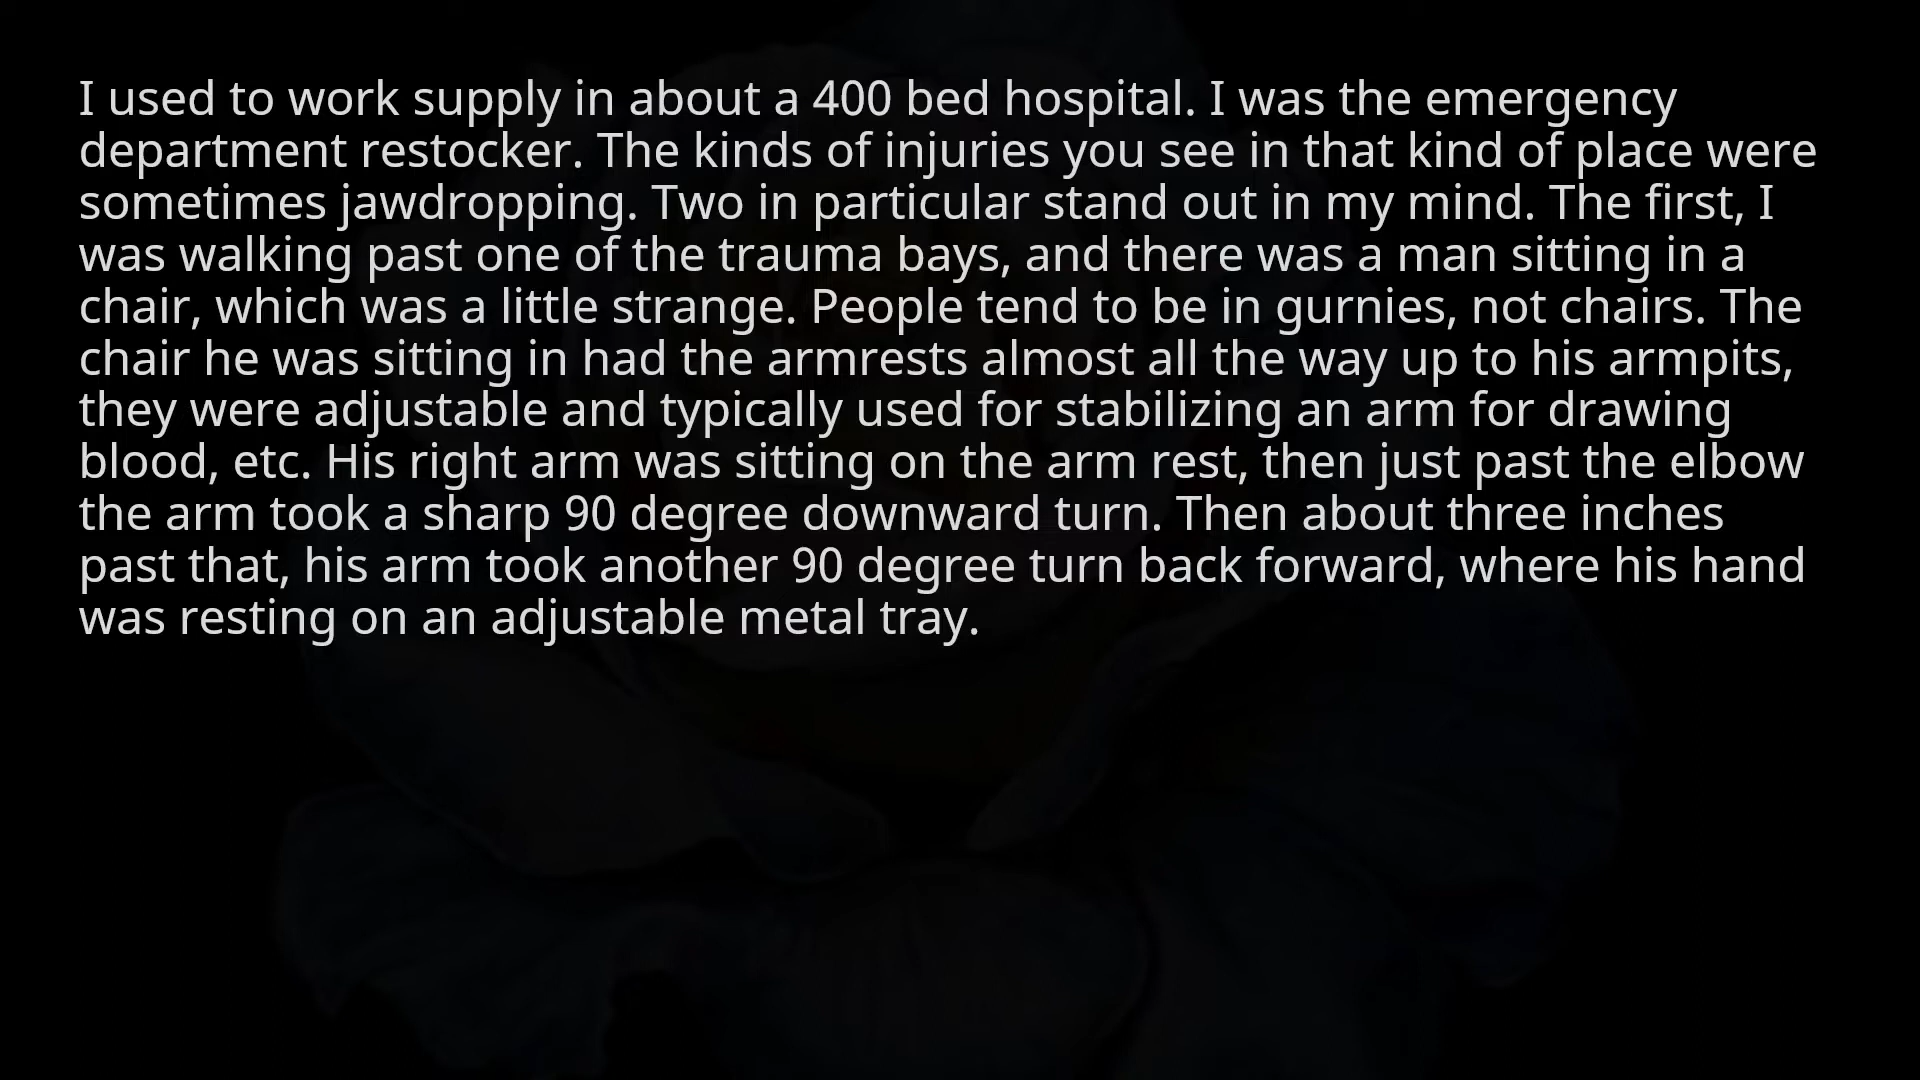 I used to work supply in about a 400 bed hospital. I was the emergency
department restocker. The kinds of injuries you see in that kind of place were
sometimes jawdropping. Two in particular stand out in my mind. The first, I
was walking past one of the trauma bays, and there was a man sitting in a
chair, which was a little strange. People tend to be in gurnies, not chairs. The
chair he was sitting in had the armrests almost all the way up to his armpits,
they were adjustable and typically used for stabilizing an arm for drawing
blood, etc. His right arm was sitting on the arm rest, then just past the elbow
the arm took a sharp 90 degree downward turn. Then about three inches
past that, his arm took another 90 degree turn back forward, where his hand
was resting on an adjustable metal tray.